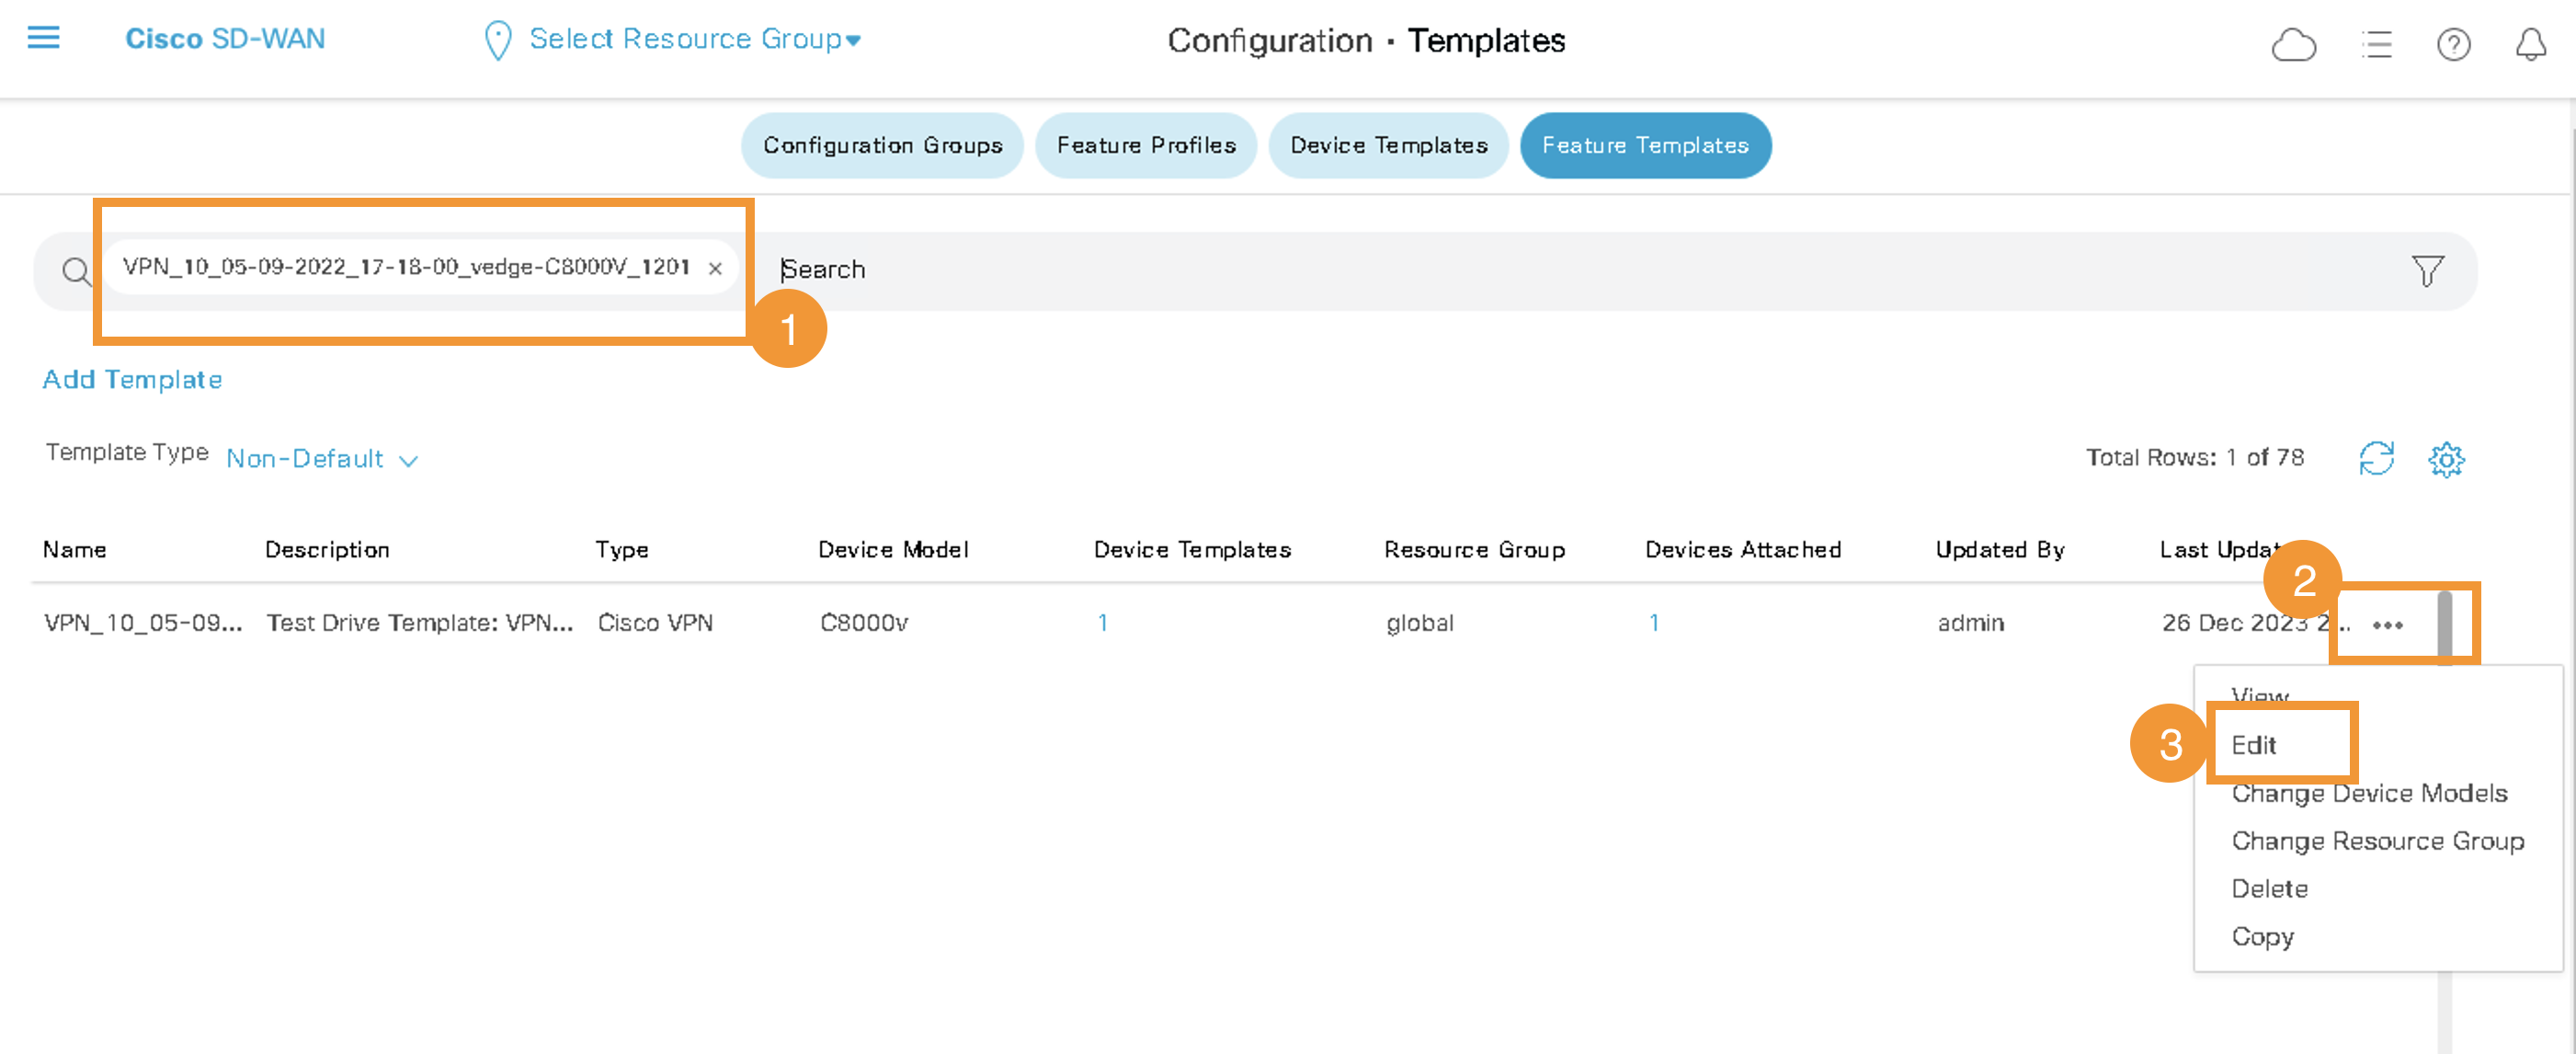 Cisco SD-WAN
Select Resource Group
Configuration · Templates
Configuration Groups
Feature Profiles
Device Templates
Feature Templates
VPN_10_05-09-2022_17-18-00_vedge-C8000V_1201 ×
Search
1
Add Template
Template Type Non-Default
Total Rows: 1 of 78
Name Description Type Device Model Device Templates Resource Group Devices Attached Updated By Last Updat
2
VPN_10_05-09... Test Drive Template: VPN... Cisco VPN C8000v 1 1 global 1 admin 26 Dec 2023 2... •••
View
3
Edit
Change Device Models
Change Resource Group
Delete
Copy